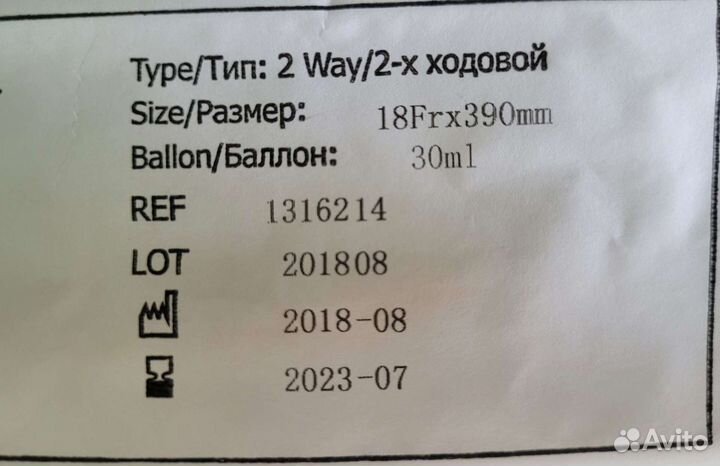 Type/Тип: 2 Way/2-х ходовой
Size/Размер: 18Frx390mm
Ballon/Баллон: 30ml
REF 1316214
LOT 201808
2018-08
2023-07
Avito